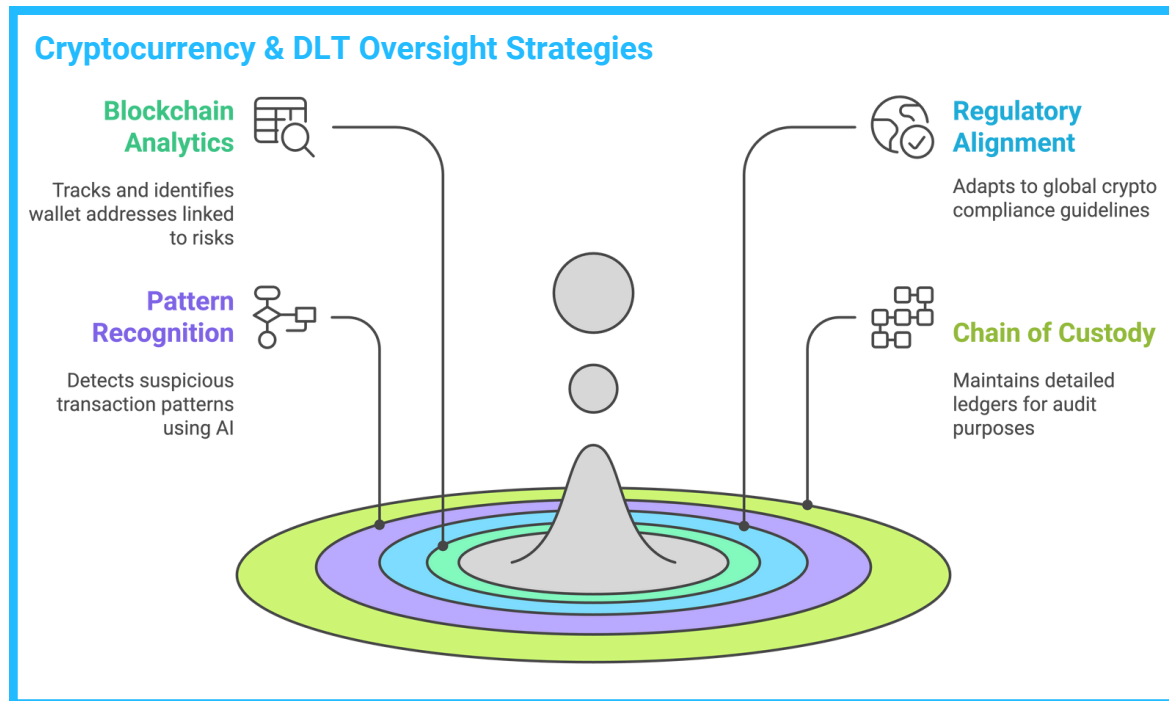 Cryptocurrency & DLT Oversight Strategies
Blockchain
Analytics
Tracks and identifies
wallet addresses linked
to risks
Pattern
Recognition
Detects suspicious
transaction patterns
using AI
Regulatory
Alignment
Adapts to global crypto
compliance guidelines
Chain of Custody
Maintains detailed
ledgers for audit
purposes